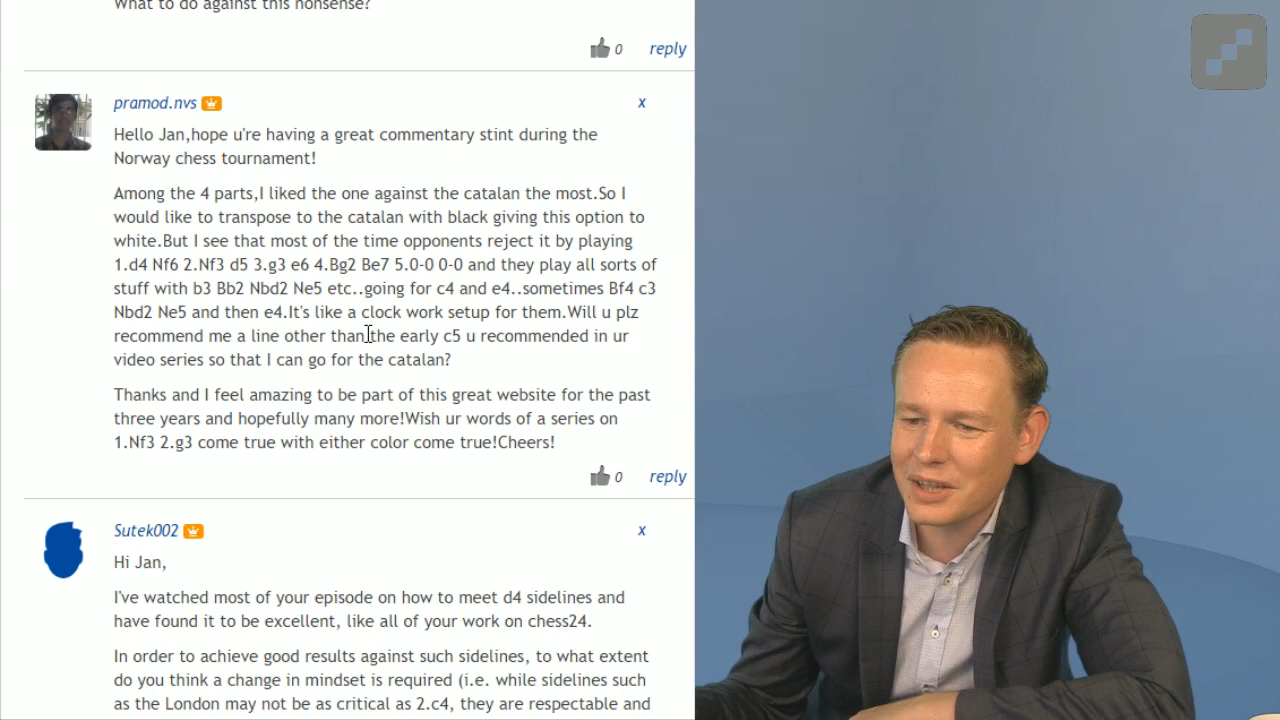 What to do against this nonsense?
0 reply
pramod.nvs x
Hello Jan,hope u're having a great commentary stint during the
Norway chess tournament!
Among the 4 parts,I liked the one against the catalan the most.So I
would like to transpose to the catalan with black giving this option to
white.But I see that most of the time opponents reject it by playing
1.d4 Nf6 2.Nf3 d5 3.g3 e6 4.Bg2 Be7 5.0-0 0-0 and they play all sorts of
stuff with b3 Bb2 Nbd2 Ne5 etc..going for c4 and e4..sometimes Bf4 c3
Nbd2 Ne5 and then e4.It's like a clock work setup for them.Will u plz
recommend me a line other than the early c5 u recommended in ur
video series so that I can go for the catalan?
Thanks and I feel amazing to be part of this great website for the past
three years and hopefully many more!Wish ur words of a series on
1.Nf3 2.g3 come true with either color come true!Cheers!
0 reply
Sutek002 x
Hi Jan,
I've watched most of your episode on how to meet d4 sidelines and
have found it to be excellent, like all of your work on chess24.
In order to achieve good results against such sidelines, to what extent
do you think a change in mindset is required (i.e. while sidelines such
as the London may not be as critical as 2.c4, they are respectable and